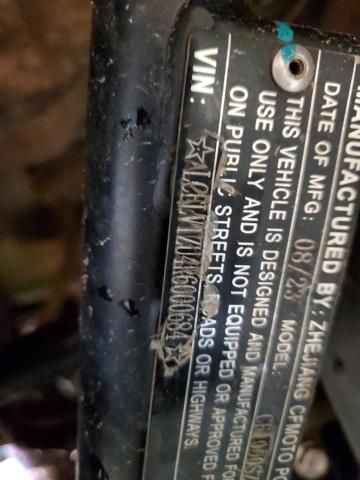 MANUFACTURED BY: ZHEJIANG CFMOTO PO
DATE OF MFG: 08/23 MODEL:
THIS VEHICLE IS DESIGNED AND MANUFACTURED FO
USE ONLY AND IS NOT EQUIPPED OR APPROVED F
ON PUBLIC STREETS, ROADS OR HIGHWAYS.
VIN: